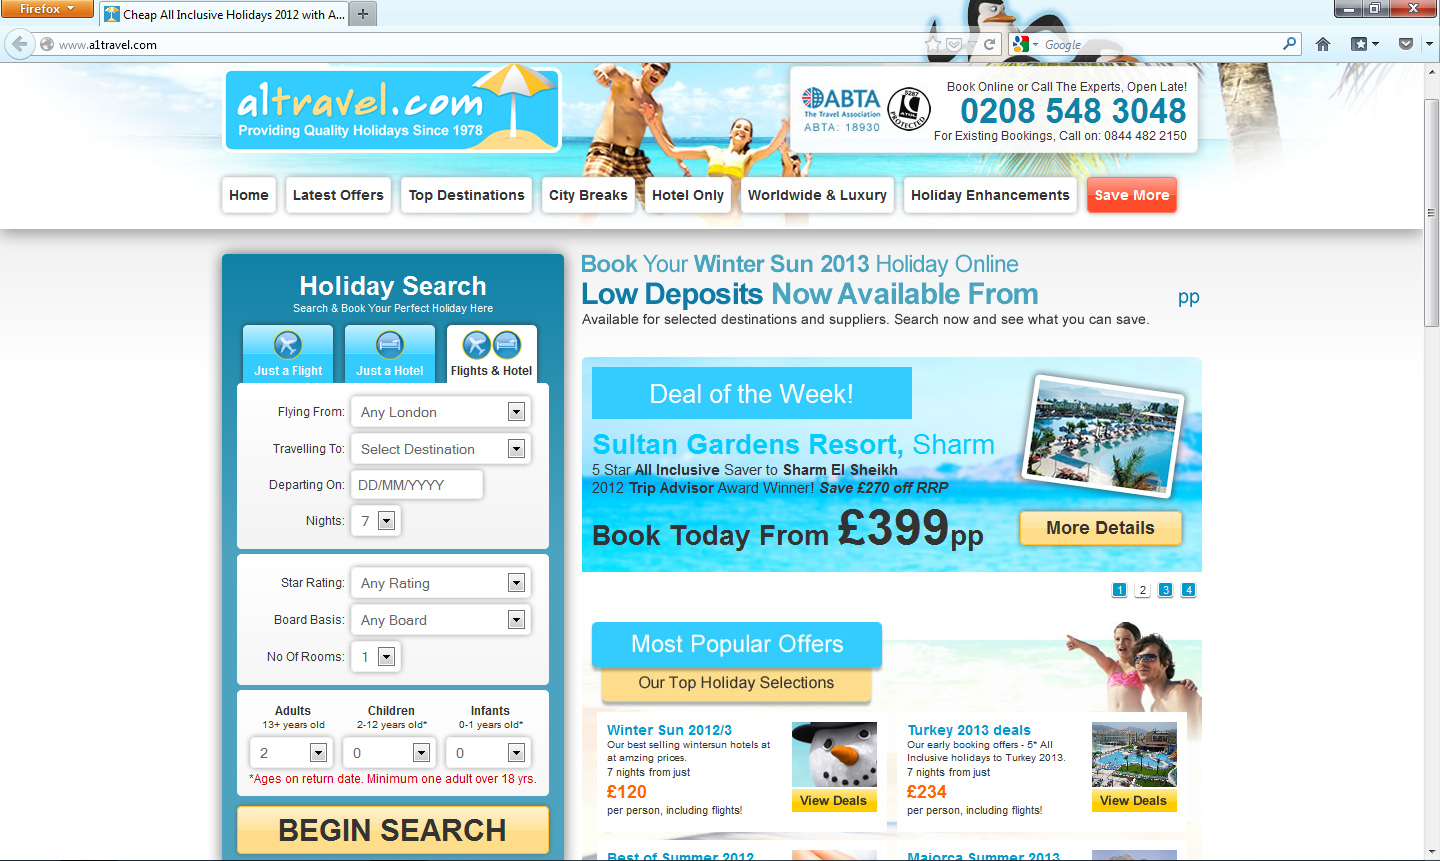 Firefox
Cheap All Inclusive Holidays 2012 with A...
www.a1travel.com
Google
a1travel.com
Providing Quality Holidays Since 1978
ABTA
The Travel Association
ABTA: 18930
5287
ATOL
PROTECTED
Book Online or Call The Experts, Open Late!
0208 548 3048
For Existing Bookings, Call on: 0844 482 2150
Home
Latest Offers
Top Destinations
City Breaks
Hotel Only
Worldwide & Luxury
Holiday Enhancements
Save More
Holiday Search
Search & Book Your Perfect Holiday Here
Just a Flight
Just a Hotel
Flights & Hotel
Flying From: Any London
Travelling To: Select Destination
Departing On: DD/MM/YYYY
Nights: 7
Star Rating: Any Rating
Board Basis: Any Board
No Of Rooms: 1
Adults
13+ years old
2
Children
2-12 years old*
0
Infants
0-1 years old*
0
*Ages on return date. Minimum one adult over 18 yrs.
BEGIN SEARCH
Book Your Winter Sun 2013 Holiday Online
Low Deposits Now Available From pp
Available for selected destinations and suppliers. Search now and see what you can save.
Deal of the Week!
Sultan Gardens Resort, Sharm
5 Star All Inclusive Saver to Sharm El Sheikh
2012 Trip Advisor Award Winner! Save £270 off RRP
Book Today From £399pp
More Details
1 2 3 4
Most Popular Offers
Our Top Holiday Selections
Winter Sun 2012/3
Our best selling wintersun hotels at
at amzing prices.
7 nights from just
£120
per person, including flights!
View Deals
Turkey 2013 deals
Our early booking offers - 5* All
Inclusive holidays to Turkey 2013.
7 nights from just
£234
per person, including flights!
View Deals
Best of Summer 2012
Majorca Summer 2013